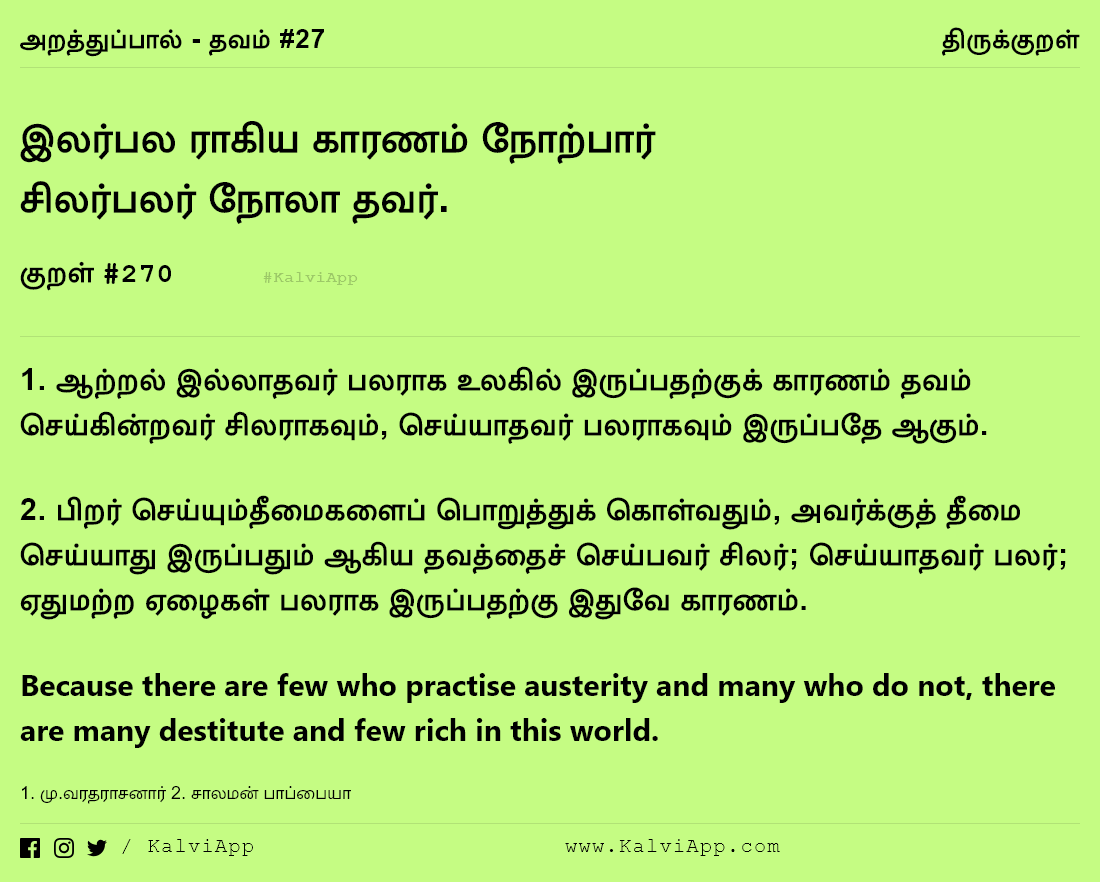 அறத்துப்பால் - தவம் #27
திருக்குறள்
இலர்பல ராகிய காரணம் நோற்பார்
சிலர்பலர் நோலா தவர்.
குறள் #270
#KalviApp
1. ஆற்றல் இல்லாதவர் பலராக உலகில் இருப்பதற்குக் காரணம் தவம்
செய்கின்றவர் சிலராகவும், செய்யாதவர் பலராகவும் இருப்பதே ஆகும்.
2. பிறர் செய்யும்தீமைகளைப் பொறுத்துக் கொள்வதும், அவர்க்குத் தீமை
செய்யாது இருப்பதும் ஆகிய தவத்தைச் செய்பவர் சிலர்; செய்யாதவர் பலர்;
ஏதுமற்ற ஏழைகள் பலராக இருப்பதற்கு இதுவே காரணம்.
Because there are few who practise austerity and many who do not, there
are many destitute and few rich in this world.
1. மு.வரதராசனார் 2. சாலமன் பாப்பையா
/ KalviApp
www.KalviApp.com